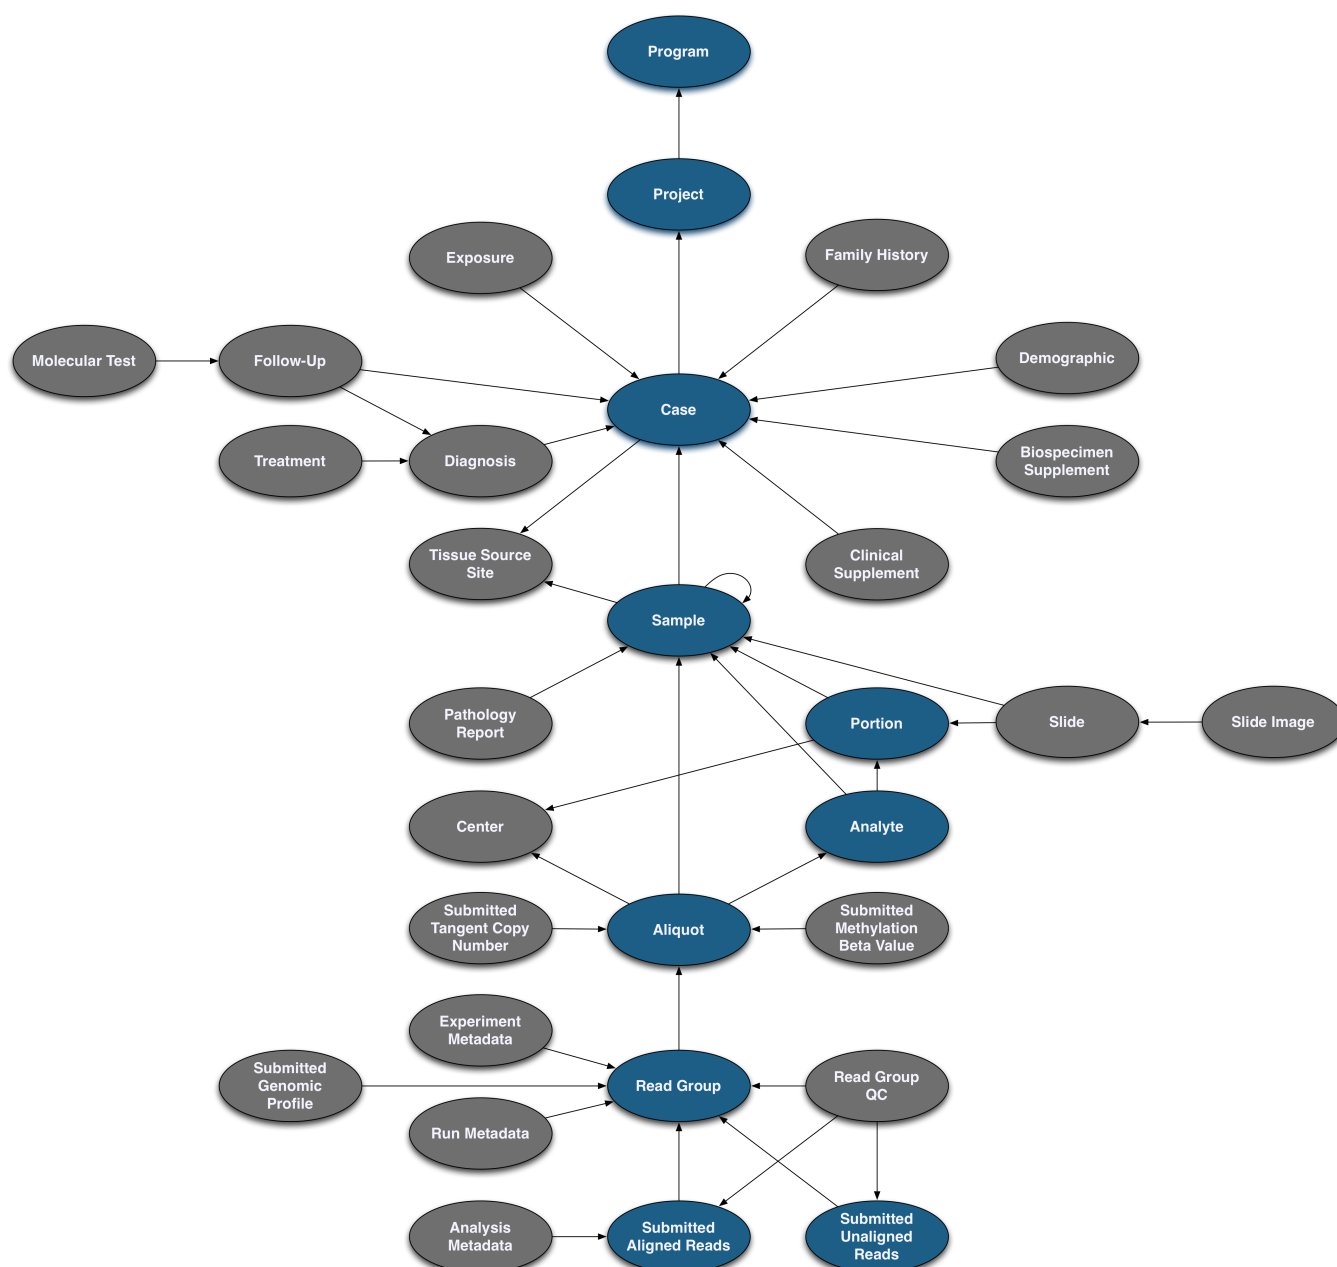 Program
Project
Exposure
Family History
Molecular Test
Follow-Up
Demographic
Case
Treatment
Diagnosis
Biospecimen
Supplement
Tissue Source
Site
Clinical
Supplement
Sample
Pathology
Report
Portion
Slide
Slide Image
Center
Analyte
Submitted
Tangent Copy
Number
Aliquot
Submitted
Methylation
Beta Value
Experiment
Metadata
Submitted
Genomic
Profile
Read Group
Read Group
QC
Run Metadata
Analysis
Metadata
Submitted
Aligned Reads
Submitted
Unaligned
Reads